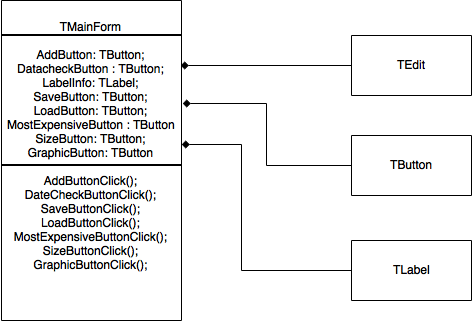 TMainForm
AddButton: TButton;
DatacheckButton : TButton;
LabelInfo: TLabel;
SaveButton: TButton;
LoadButton: TButton;
MostExpensiveButton : TButton
SizeButton: TButton;
GraphicButton: TButton
AddButtonClick();
DateCheckButtonClick();
SaveButtonClick();
LoadButtonClick();
MostExpensiveButtonClick();
SizeButtonClick();
GraphicButtonClick();
TEdit
TButton
TLabel